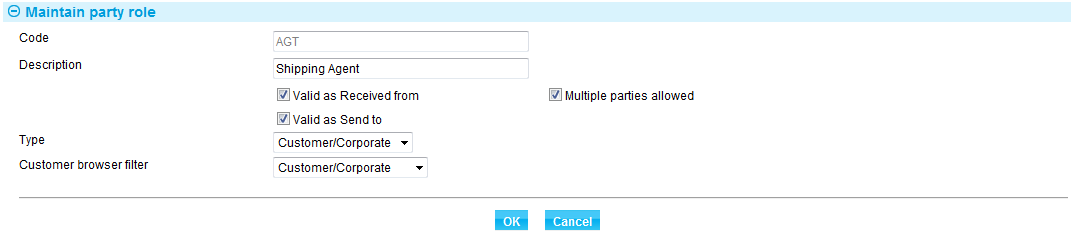 Maintain party role
Code AGT
Description Shipping Agent
Valid as Received from Multiple parties allowed
Valid as Send to
Type Customer/Corporate
Customer browser filter Customer/Corporate
OK Cancel